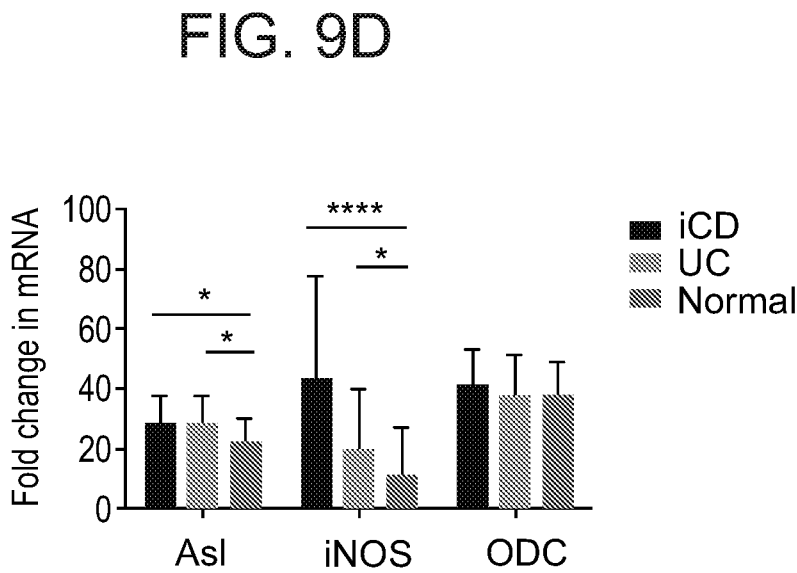 FIG. 9D
Fold change in mRNA
100
80
60
40
20
0
****
*
*
*
Asl
iNOS
ODC
iCD
UC
Normal